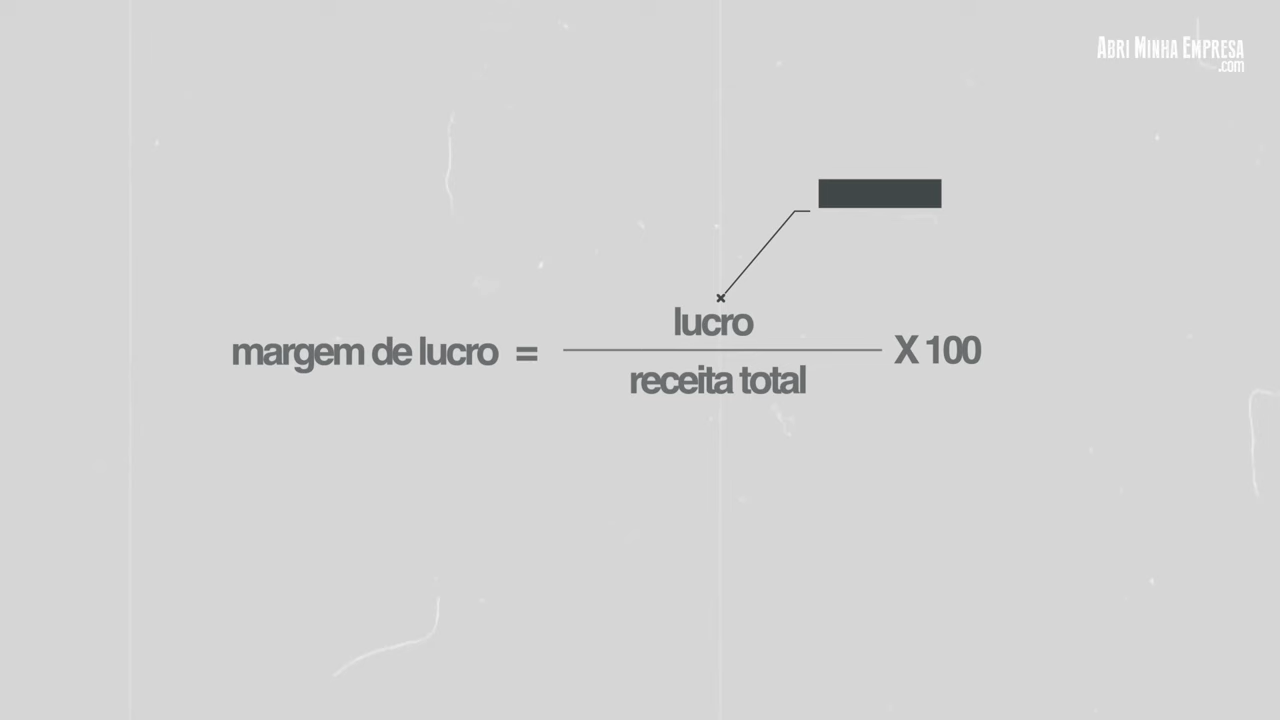 ABRI MINHA EMPRESA
.com
margem de lucro = lucro X 100
receita total